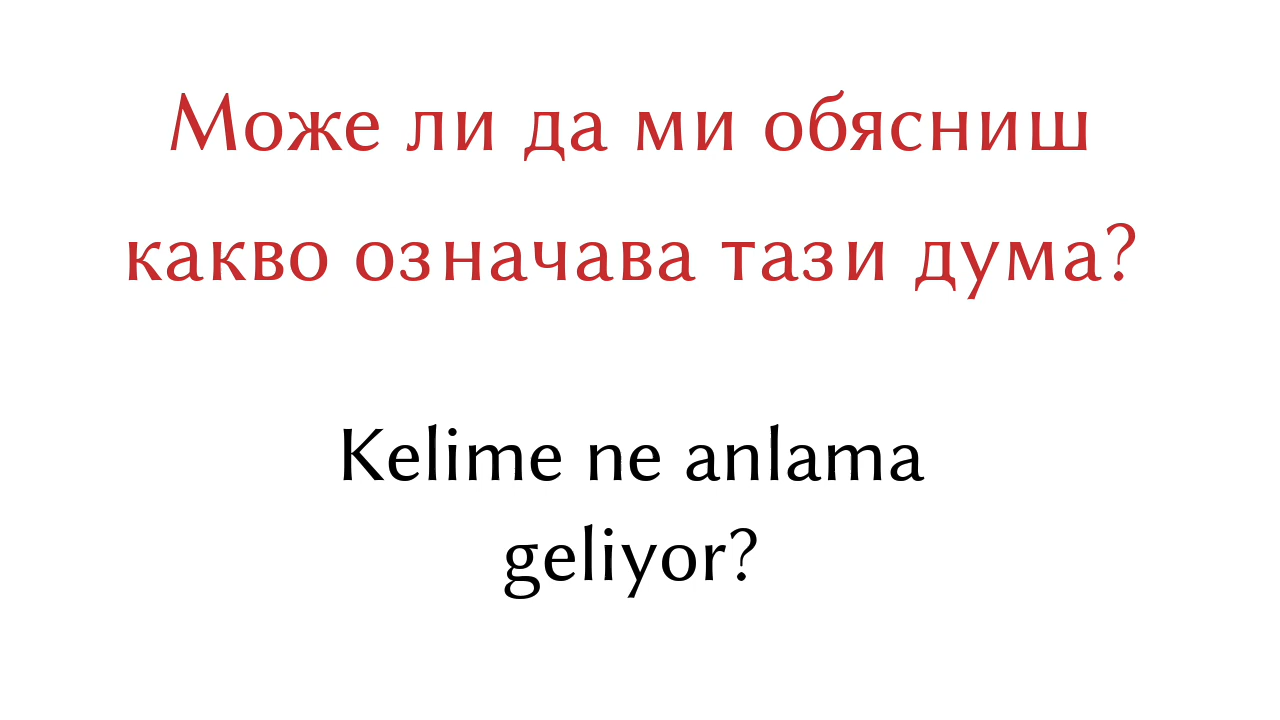 Може ли да ми обясниш
какво означава тази дума?
Kelime ne anlama
geliyor?